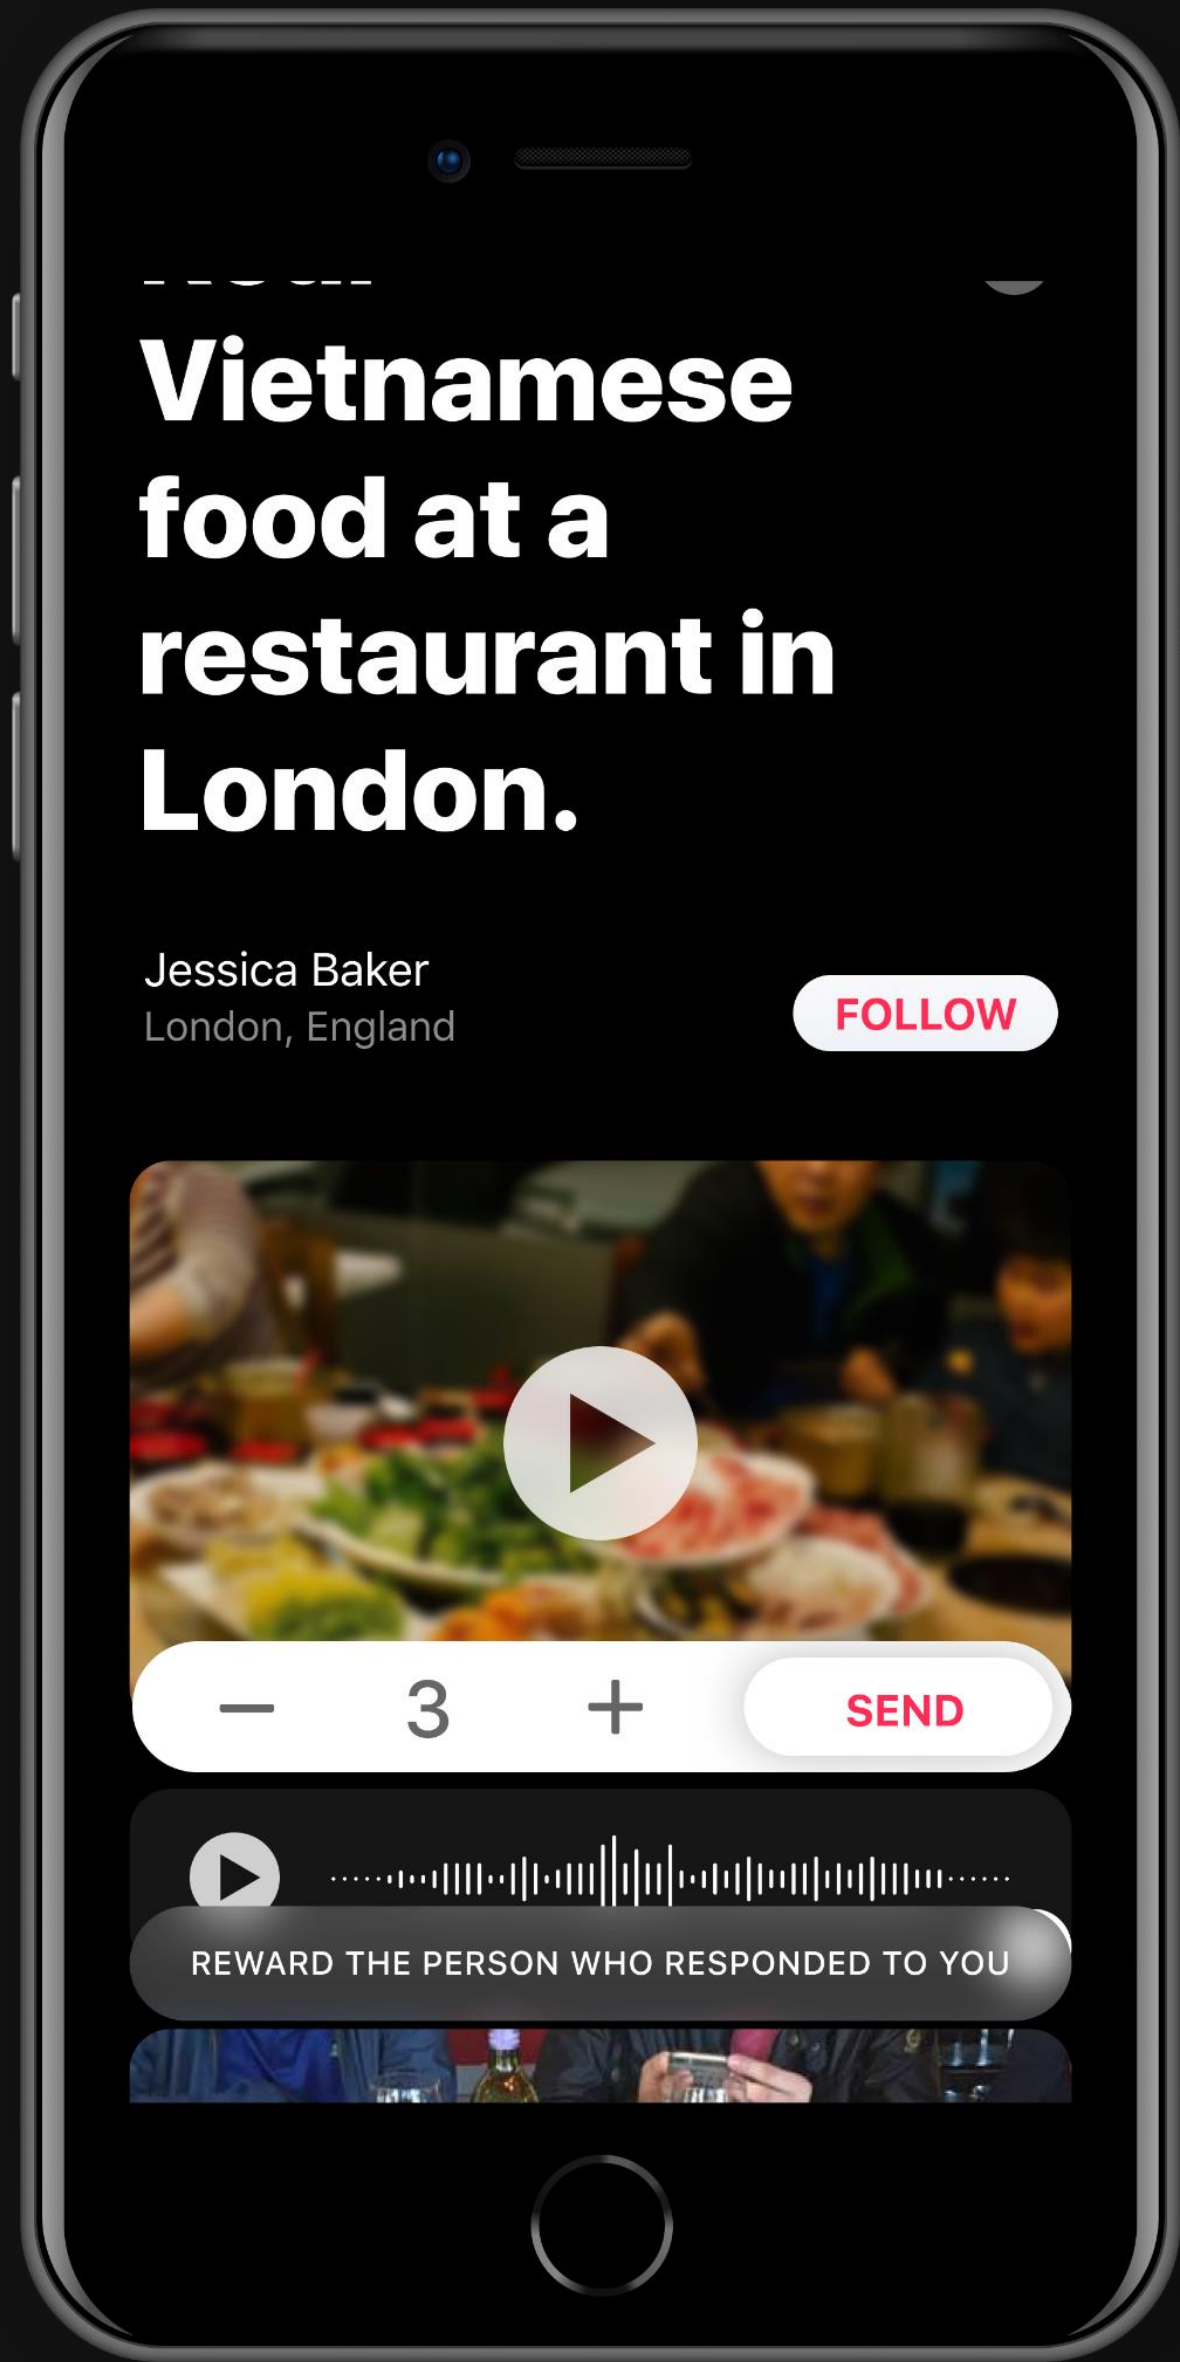 Vietnamese
food at a
restaurant in
London.
Jessica Baker
London, England
FOLLOW
3
SEND
REWARD THE PERSON WHO RESPONDED TO YOU